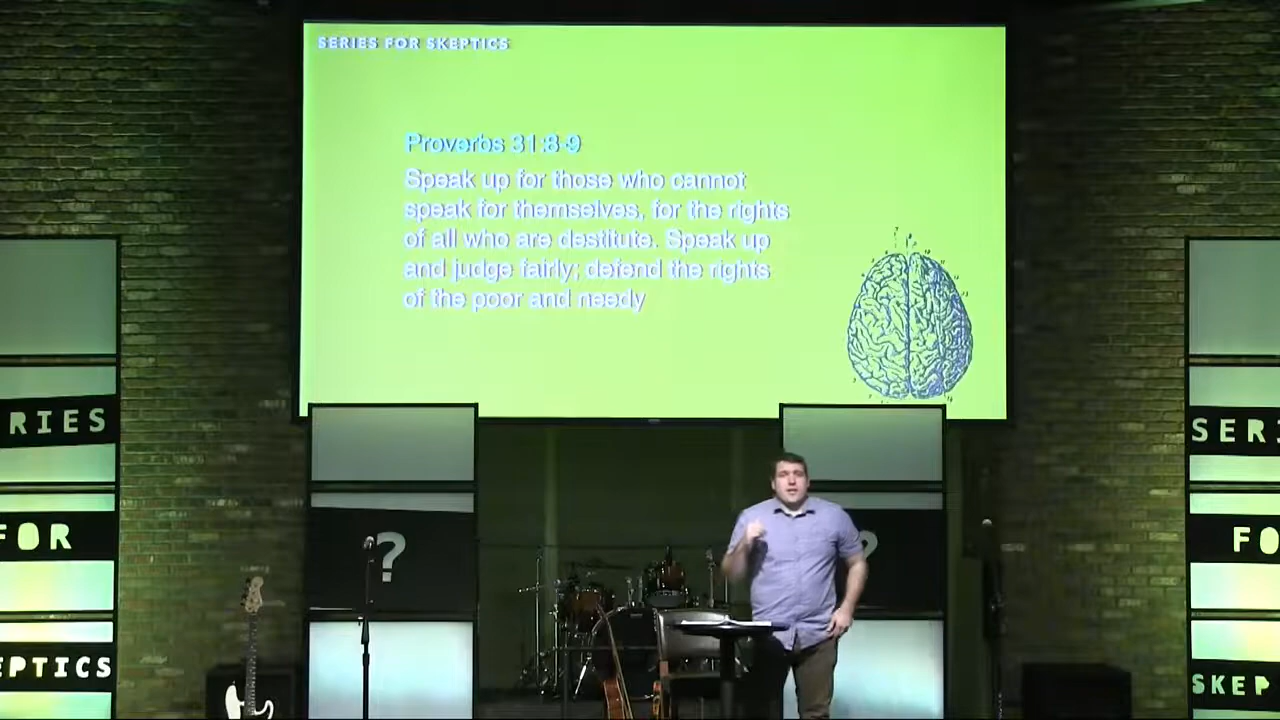 SERIES FOR SKEPTICS
Proverbs 31:8-9
Speak up for those who cannot
speak for themselves, for the rights
of all who are destitute. Speak up
and judge fairly; defend the rights
of the poor and needy
RIES
FOR
EPTICS
?
?
SERI
FO
SKEP